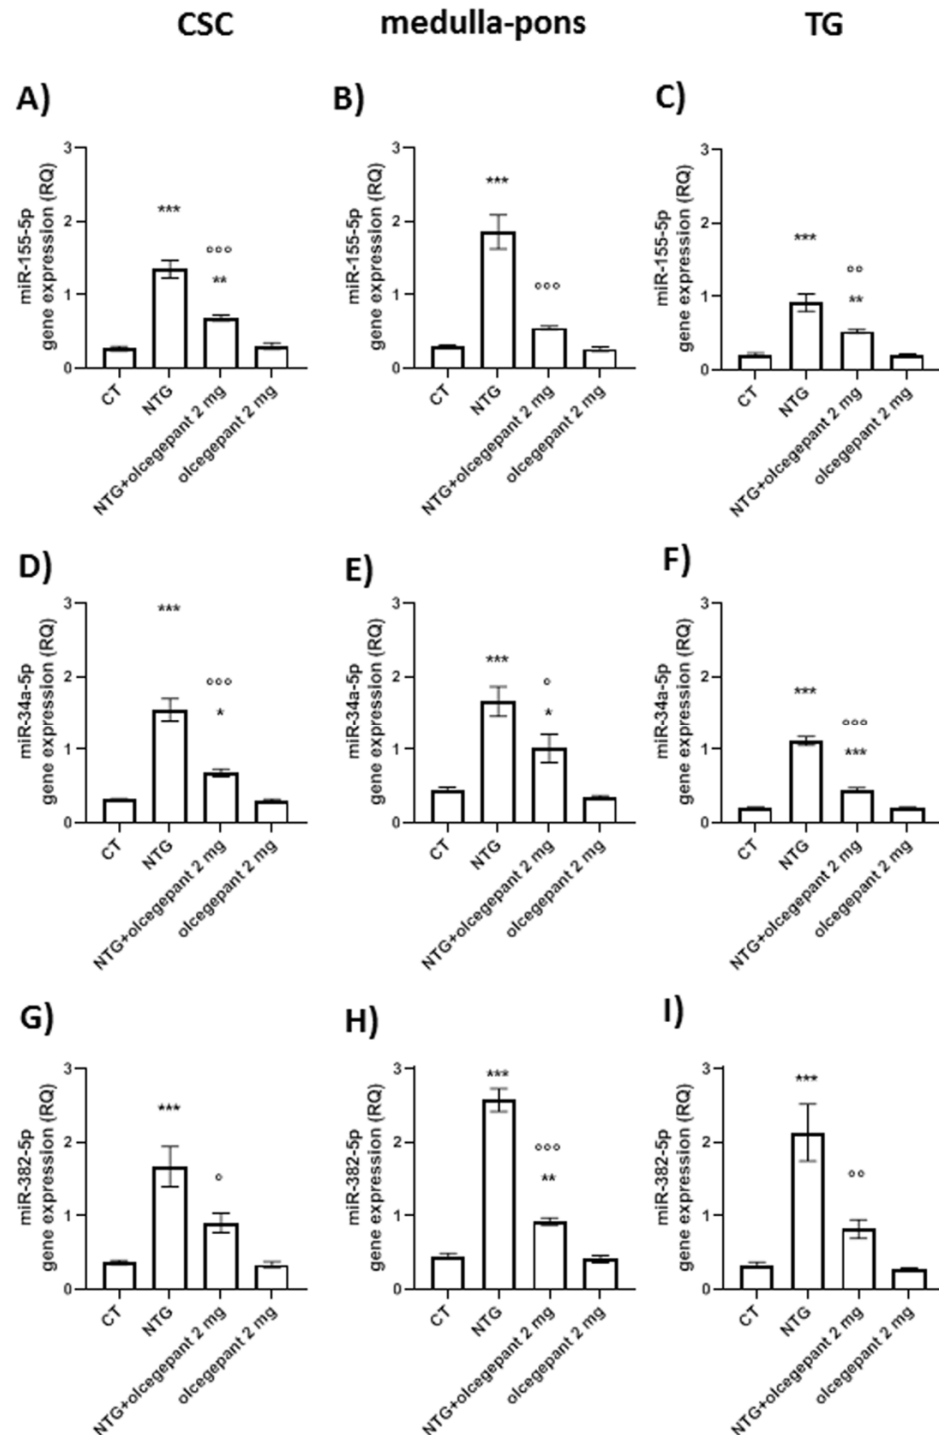 CSC medulla-pons TG
A) B) C)
miR-155-5p
gene expression (RQ)
3
2
1
0
***
°°°
**
CT
NTG
NTG+olcegepant 2 mg
olcegepant 2 mg
miR-155-5p
gene expression (RQ)
3
2
1
0
***
°°°
CT
NTG
NTG+olcegepant 2 mg
olcegepant 2 mg
miR-155-5p
gene expression (RQ)
3
2
1
0
***
°°
**
CT
NTG
NTG+olcegepant 2 mg
olcegepant 2 mg
D) E) F)
miR-34a-5p
gene expression (RQ)
3
2
1
0
***
°°°
*
CT
NTG
NTG+olcegepant 2 mg
olcegepant 2 mg
miR-34a-5p
gene expression (RQ)
3
2
1
0
***
°
*
CT
NTG
NTG+olcegepant 2 mg
olcegepant 2 mg
miR-34a-5p
gene expression (RQ)
3
2
1
0
***
°°°
***
CT
NTG
NTG+olcegepant 2 mg
olcegepant 2 mg
G) H) I)
miR-382-5p
gene expression (RQ)
3
2
1
0
***
°
CT
NTG
NTG+olcegepant 2 mg
olcegepant 2 mg
miR-382-5p
gene expression (RQ)
3
2
1
0
***
°°°
**
CT
NTG
NTG+olcegepant 2 mg
olcegepant 2 mg
miR-382-5p
gene expression (RQ)
3
2
1
0
***
°°
CT
NTG
NTG+olcegepant 2 mg
olcegepant 2 mg